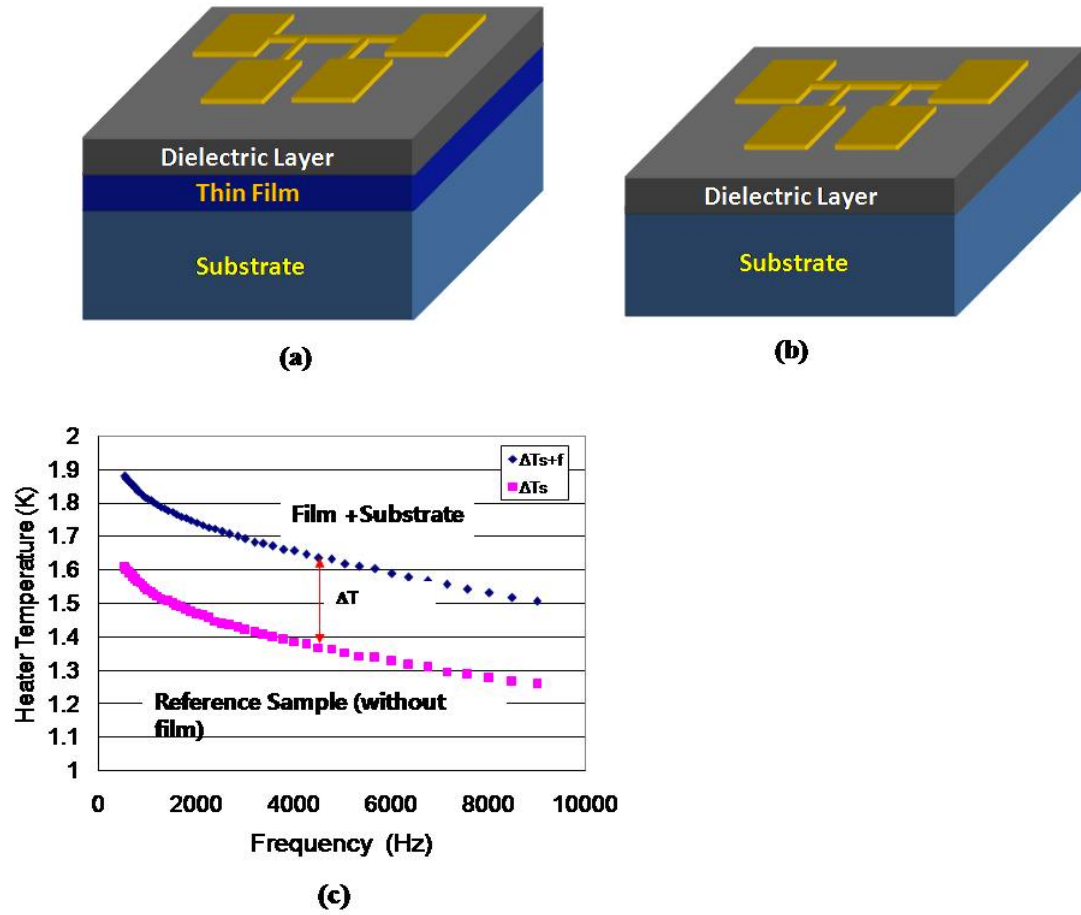 Dielectric Layer
Thin Film
Substrate
(a)
Dielectric Layer
Substrate
(b)
2
1.9
1.8
1.7
1.6
1.5
1.4
1.3
1.2
1.1
1
Heater Temperature (K)
ΔTs+f
ΔTs
Film +Substrate
ΔT
Reference Sample (without
film)
0 2000 4000 6000 8000 10000
Frequency (Hz)
(c)